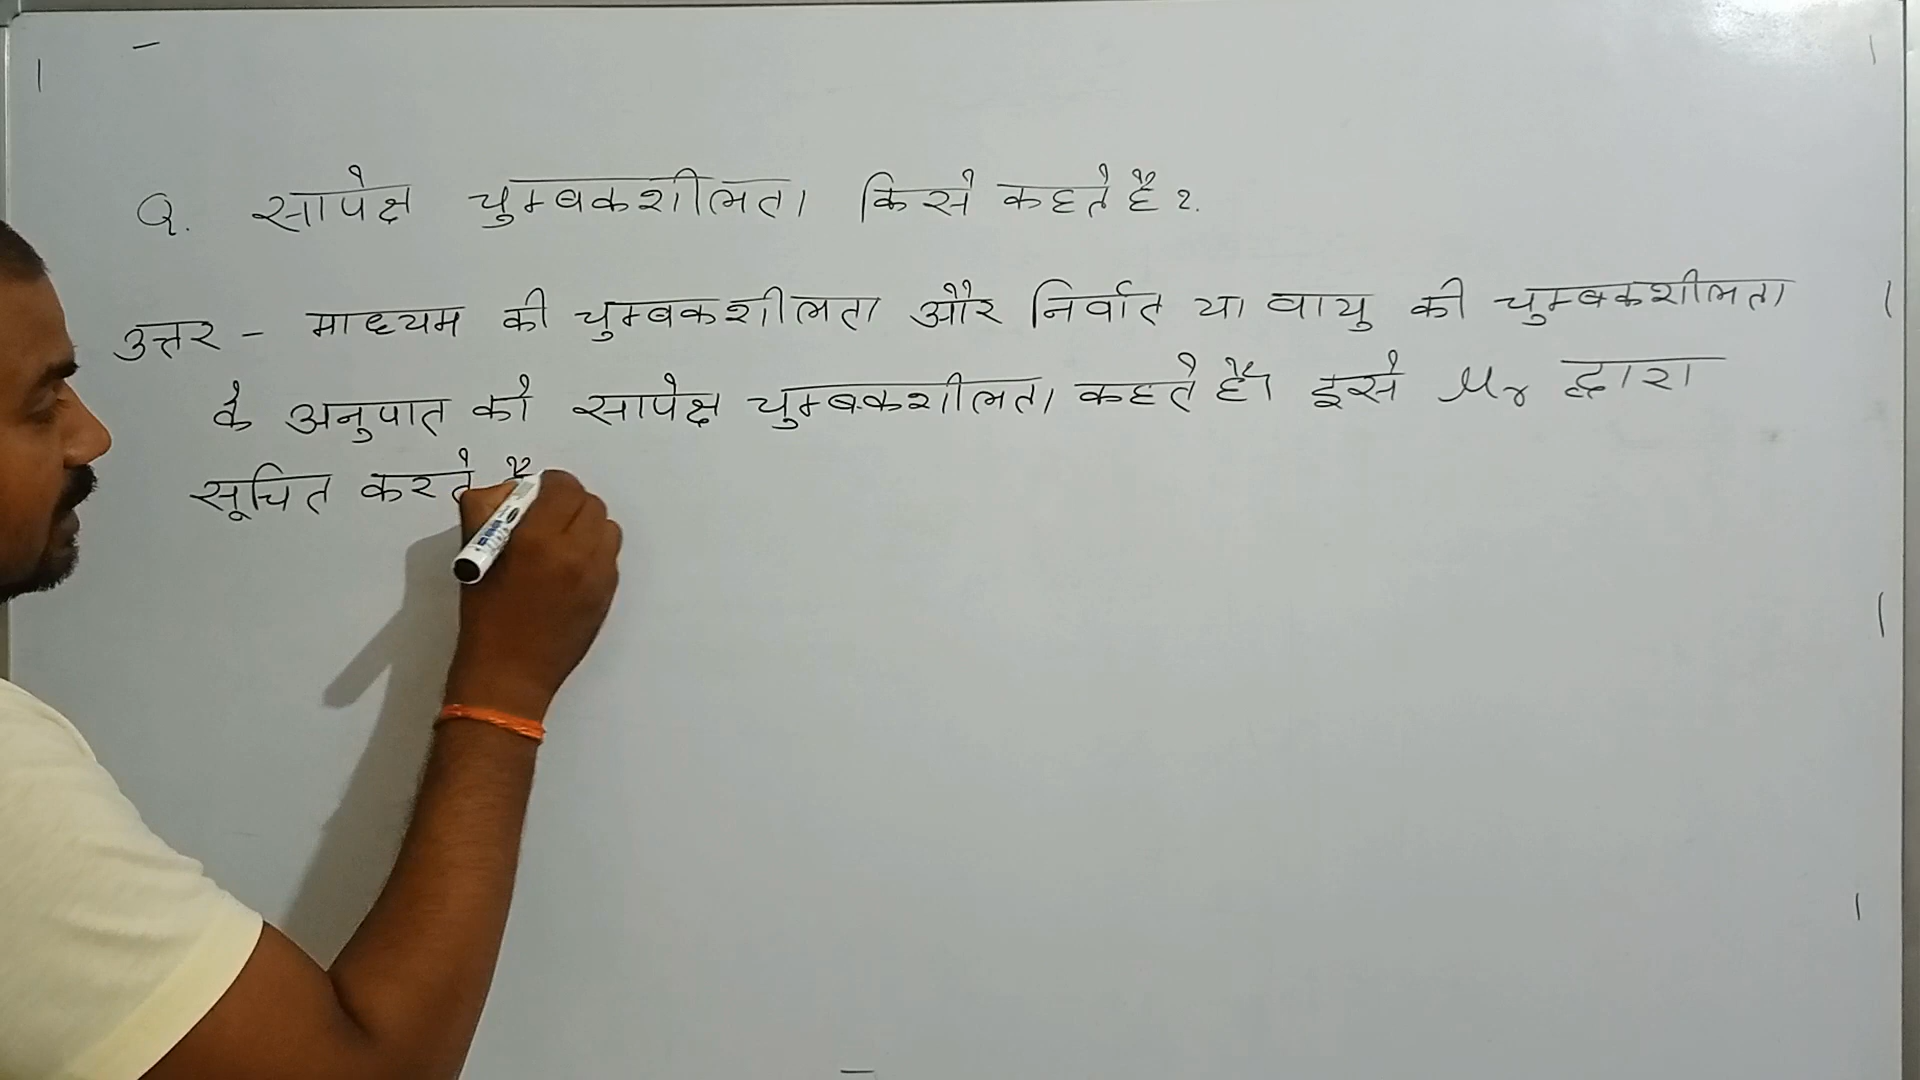 Q. सापेक्ष चुम्बकशीलता किसे कहते हैं ?
उत्तर - माध्यम की चुम्बकशीलता और निर्वात या वायु की चुम्बकशीलता
के अनुपात को सापेक्ष चुम्बकशीलता कहते हैं। इसे μr द्वारा
सूचित करते हैं